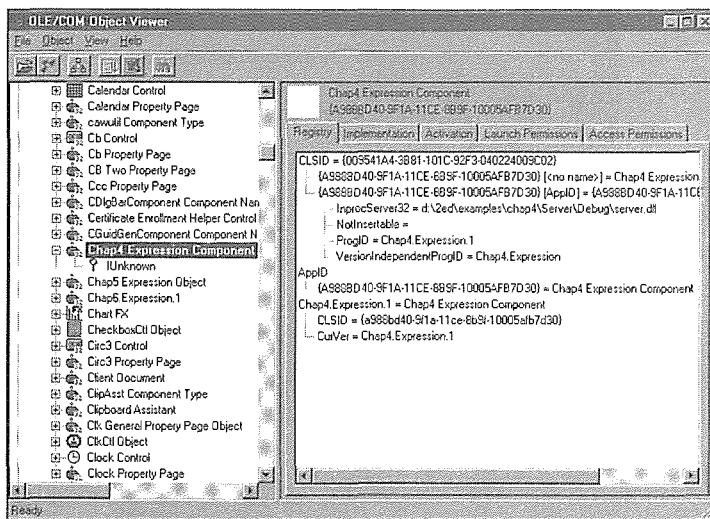 OLE/COM Object Viewer
File Object View Help
Calendar Control
Calendar Property Page
cawutil Component Type
Cb Control
Cb Property Page
CB Two Property Page
Ccc Property Page
CDlgBarComponent Component Nan
Certificate Enrollment Helper Control
CGuidGenComponent Component N
Chap4 Expression Component
IUnknown
Chap5 Expression Object
Chap6.Expression.1
Chart FX
CheckboxCtl Object
Circ3 Control
Circ3 Property Page
Client Document
ClipAsst Component Type
Clipboard Assistant
Clk General Propery Page Object
ClkCtl Object
Clock Control
Clock Property Page
Chap4 Expression Component
{A9888D40-9F1A-11CE-8B9F-10005AFB7D30}
Registry Implementation Activation Launch Permissions Access Permissions
CLSID = {009541A4-3B81-101C-92F3-040224009C02}
{A9888D40-9F1A-11CE-8B9F-10005AFB7D30} [<no name>] = Chap4 Expression
{A9888D40-9F1A-11CE-8B9F-10005AFB7D30} [AppID] = {A9888D40-9F1A-11CE
InprocServer32 = d:\2ed\examples\chap4\Server\Debug\server.dll
NotInsertable =
ProgID = Chap4.Expression.1
VersionIndependentProgID = Chap4.Expression
AppID
{A9888D40-9F1A-11CE-8B9F-10005AFB7D30} = Chap4 Expression Component
Chap4.Expression.1 = Chap4 Expression Component
CLSID = {a988bd40-9f1a-11ce-8b9f-10005afb7d30}
CurVer = Chap4.Expression.1
Ready